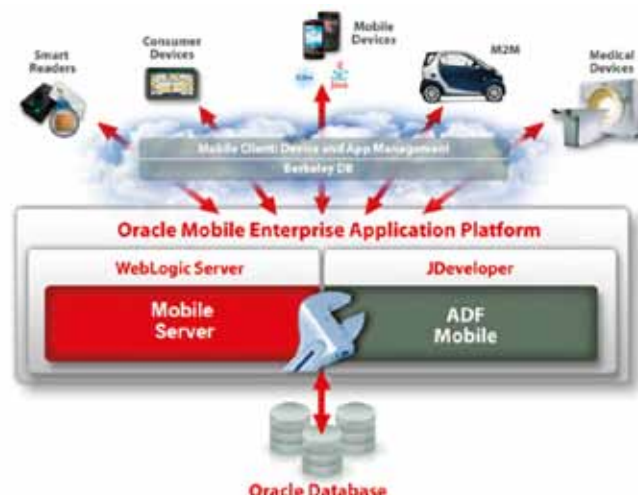 Smart
Readers
Consumer
Devices
Mobile
Devices
Java
M2M
Medical
Devices
Mobile Client: Device and App Management
Berkeley DB
Oracle Mobile Enterprise Application Platform
WebLogic Server
JDeveloper
Mobile
Server
ADF
Mobile
Oracle Database